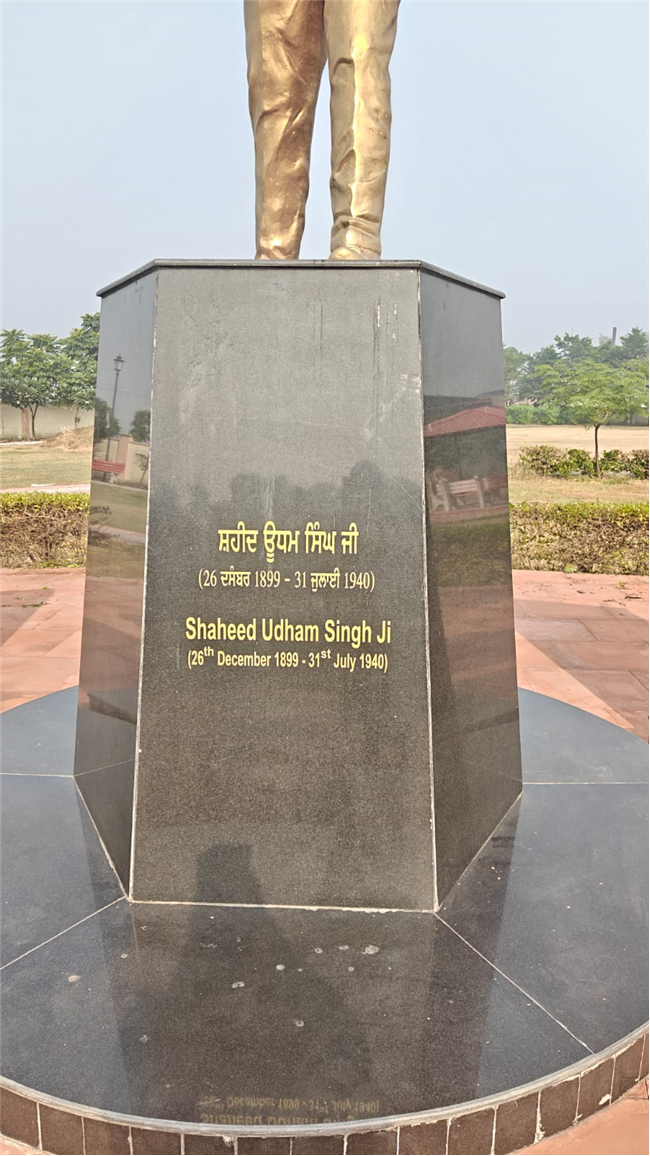 ਸ਼ਹੀਦ ਊਧਮ ਸਿੰਘ ਜੀ
(26 ਦਸੰਬਰ 1899 - 31 ਜੁਲਾਈ 1940)
Shaheed Udham Singh Ji
(26th December 1899 - 31st July 1940)